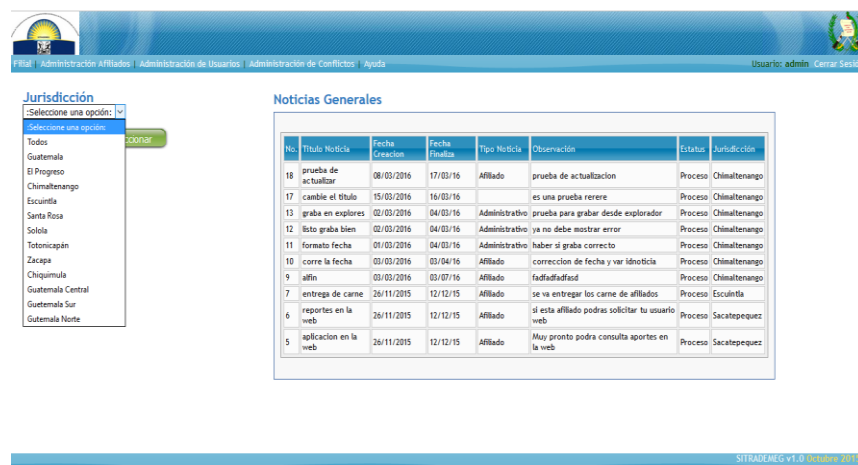 Filial | Administración Afiliados | Administración de Usuarios | Administración de Conflictos | Ayuda
Usuario: admin Cerrar Sesio
Jurisdicción
:Seleccione una opción:
:Seleccione una opción:
Todos
Guatemala
El Progreso
Chimaltenango
Escuintla
Santa Rosa
Solola
Totonicapán
Zacapa
Chiquimula
Guatemala Central
Guetemala Sur
Gutemala Norte
ccionar
Noticias Generales
No. Titulo Noticia Fecha Creacion Fecha Finaliza Tipo Noticia Observación Estatus Jurisdicción
18 prueba de actualizar 08/03/2016 17/03/16 Afiliado prueba de actualizacion Proceso Chimaltenango
17 cambie el titulo 15/03/2016 16/03/16 es una prueba rerere Proceso Chimaltenango
13 graba en explores 02/03/2016 04/03/16 Administrativo prueba para grabar desde explorador Proceso Chimaltenango
12 listo graba bien 02/03/2016 04/03/16 Administrativo ya no debe mostrar error Proceso Chimaltenango
11 formato fecha 01/03/2016 04/03/16 Administrativo haber si graba correcto Proceso Chimaltenango
10 corre la fecha 03/03/2016 03/04/16 Afiliado correccion de fecha y var idnoticia Proceso Chimaltenango
9 alfin 03/03/2016 03/07/16 Afiliado fadfadfadfasd Proceso Chimaltenango
7 entrega de carne 26/11/2015 12/12/15 Afiliado se va entregar los carne de afiliados Proceso Escuintla
6 reportes en la web 26/11/2015 12/12/15 Afiliado si esta afiliado podras solicitar tu usuario web Proceso Sacatepequez
5 aplicacion en la web 26/11/2015 12/12/15 Afiliado Muy pronto podra consulta aportes en la web Proceso Sacatepequez
SITRADEMEG v1.0 Octubre 2015